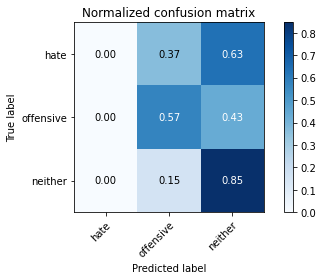 Normalized confusion matrix
True label
hate
0.00 0.37 0.63
offensive
0.00 0.57 0.43
neither
0.00 0.15 0.85
hate
offensive
neither
Predicted label
0.8
0.7
0.6
0.5
0.4
0.3
0.2
0.1
0.0